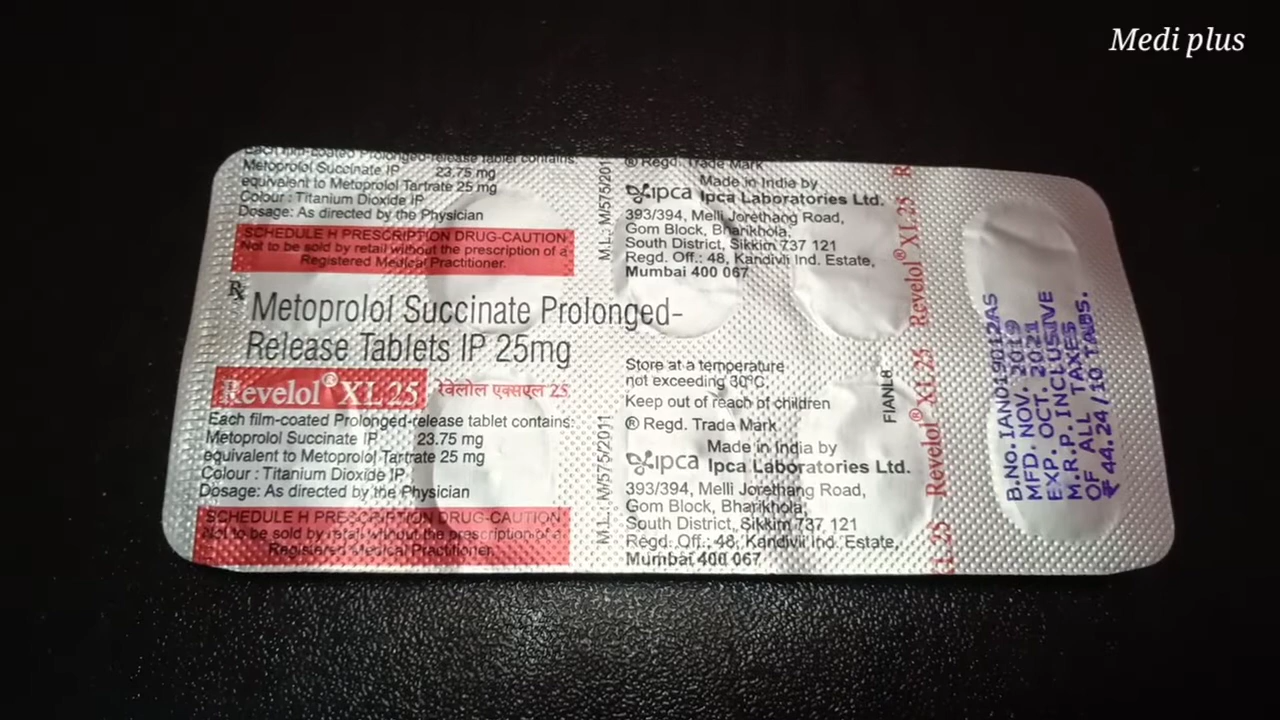 Medi plus
Each film-coated Prolonged-release tablet contains:
Metoprolol Succinate IP 23.75 mg
equivalent to Metoprolol Tartrate 25 mg
Colour : Titanium Dioxide IP
Dosage: As directed by the Physician
SCHEDULE H PRESCRIPTION DRUG-CAUTION
Not to be sold by retail without the prescription of a
Registered Medical Practitioner.
℞ Metoprolol Succinate Prolonged-
Release Tablets IP 25mg
Revelol® XL 25 रेवेलोल एक्सएल 25
Each film-coated Prolonged-release tablet contains:
Metoprolol Succinate IP 23.75 mg
equivalent to Metoprolol Tartrate 25 mg
Colour : Titanium Dioxide IP
Dosage: As directed by the Physician
SCHEDULE H PRESCRIPTION DRUG-CAUTION
Not to be sold by retail without the prescription of a
Registered Medical Practitioner.
M.L.: M/575/2011
M.L.: M/575/2011
® Regd. Trade Mark
Made in India by
ipca Ipca Laboratories Ltd.
393/394, Melli Jorethang Road,
Gom Block, Bharikhola,
South District, Sikkim 737 121
Regd. Off.: 48, Kandivli Ind. Estate,
Mumbai 400 067
Store at a temperature
not exceeding 30°C.
Keep out of reach of children
® Regd. Trade Mark
Made in India by
ipca Ipca Laboratories Ltd.
393/394, Melli Jorethang Road,
Gom Block, Bharikhola,
South District, Sikkim 737 121
Regd. Off.: 48, Kandivli Ind. Estate,
Mumbai 400 067
FIANL8
XL 25 Revelol® XL 25 Revelol® XL 25 R
B.No. IAN019012AS
MFD. NOV. 2019
EXP. OCT. 2021
M.R.P. INCLUSIVE
OF ALL TAXES
₹ 44.24/10 TABS.